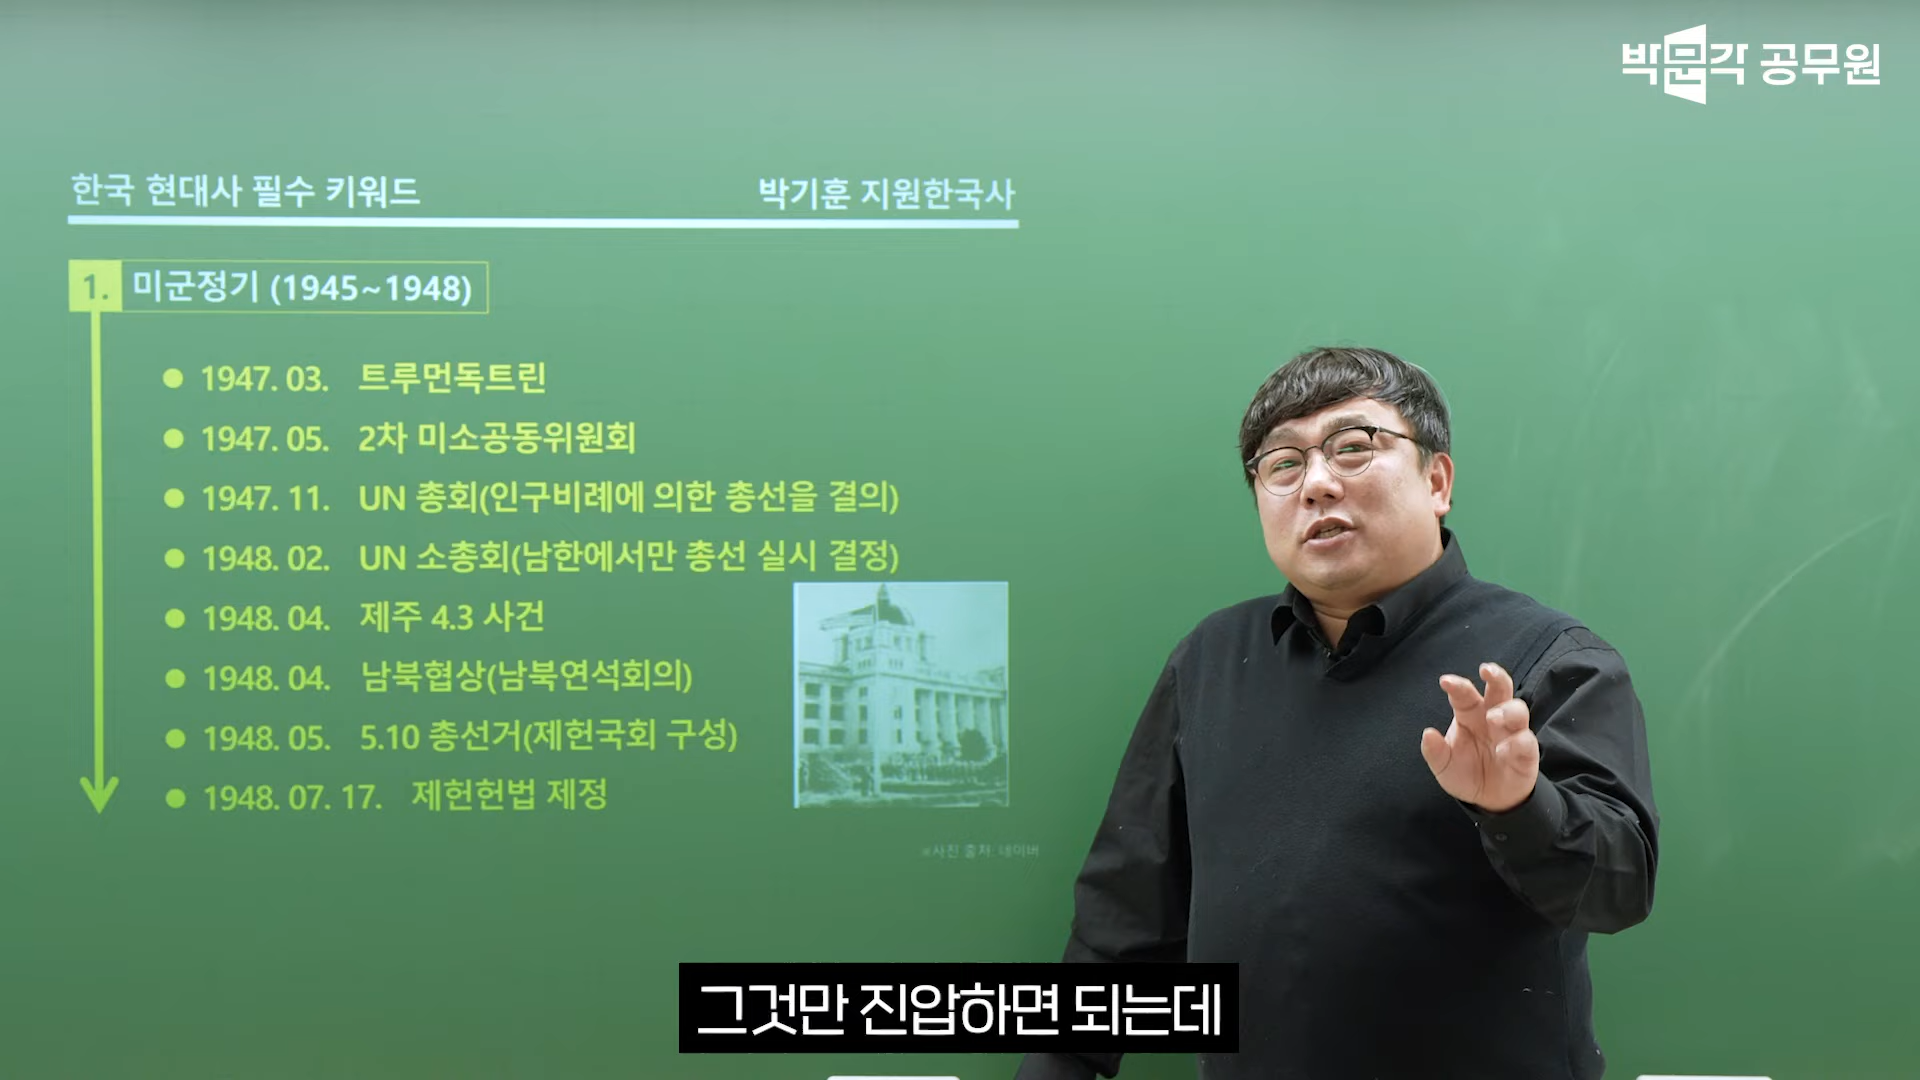 박문각 공무원
한국 현대사 필수 키워드
박기훈 지원한국사
1. 미군정기 (1945~1948)
● 1947. 03. 트루먼독트린
● 1947. 05. 2차 미소공동위원회
● 1947. 11. UN 총회(인구비례에 의한 총선을 결의)
● 1948. 02. UN 소총회(남한에서만 총선 실시 결정)
● 1948. 04. 제주 4.3 사건
● 1948. 04. 남북협상(남북연석회의)
● 1948. 05. 5.10 총선거(제헌국회 구성)
● 1948. 07. 17. 제헌헌법 제정
※사진 출처: 네이버
그것만 진압하면 되는데